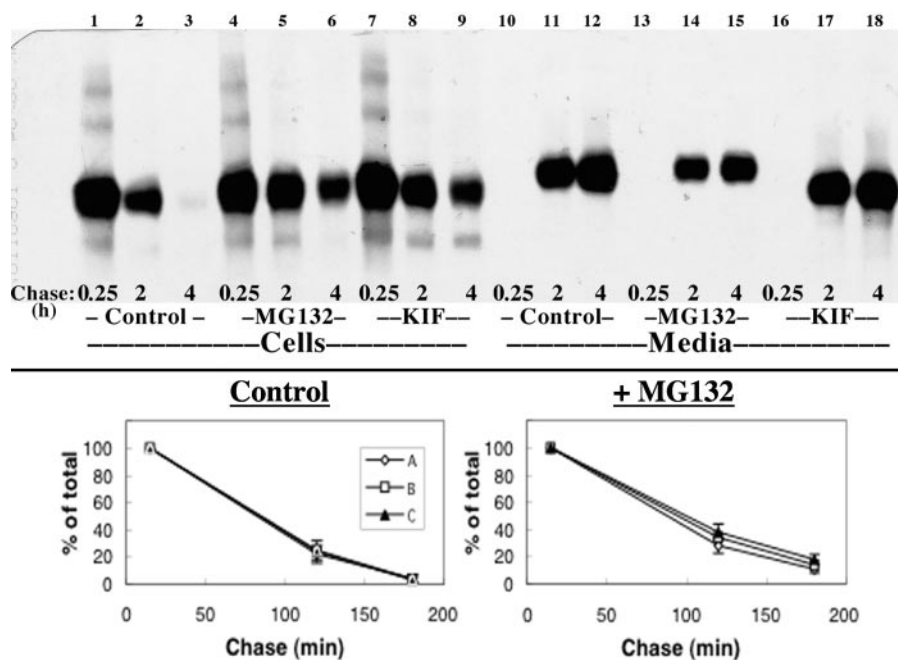 1 2 3 4 5 6 7 8 9 10 11 12 13 14 15 16 17 18
Chase: 0.25 2 4 0.25 2 4 0.25 2 4 0.25 2 4 0.25 2 4 0.25 2 4
(h) – Control – –MG132– –-KIF-– – Control– –MG132– –-KIF-–
Cells Media
Control + MG132
% of total
100
80
60
40
20
0
0 50 100 150 200
Chase (min)
A
B
C
% of total
100
80
60
40
20
0
0 50 100 150 200
Chase (min)